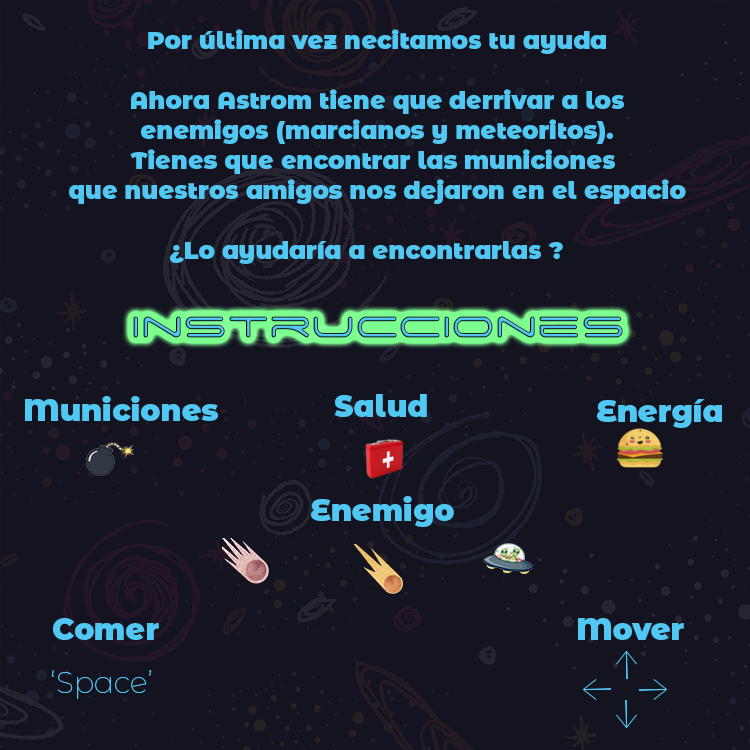 Por última vez necitamos tu ayuda
Ahora Astrom tiene que derrivar a los
enemigos (marcianos y meteoritos).
Tienes que encontrar las municiones
que nuestros amigos nos dejaron en el espacio
¿Lo ayudaría a encontrarlas ?
INSTRUCCIONES
Municiones
Salud
Energía
Enemigo
Comer
Mover
‘Space’